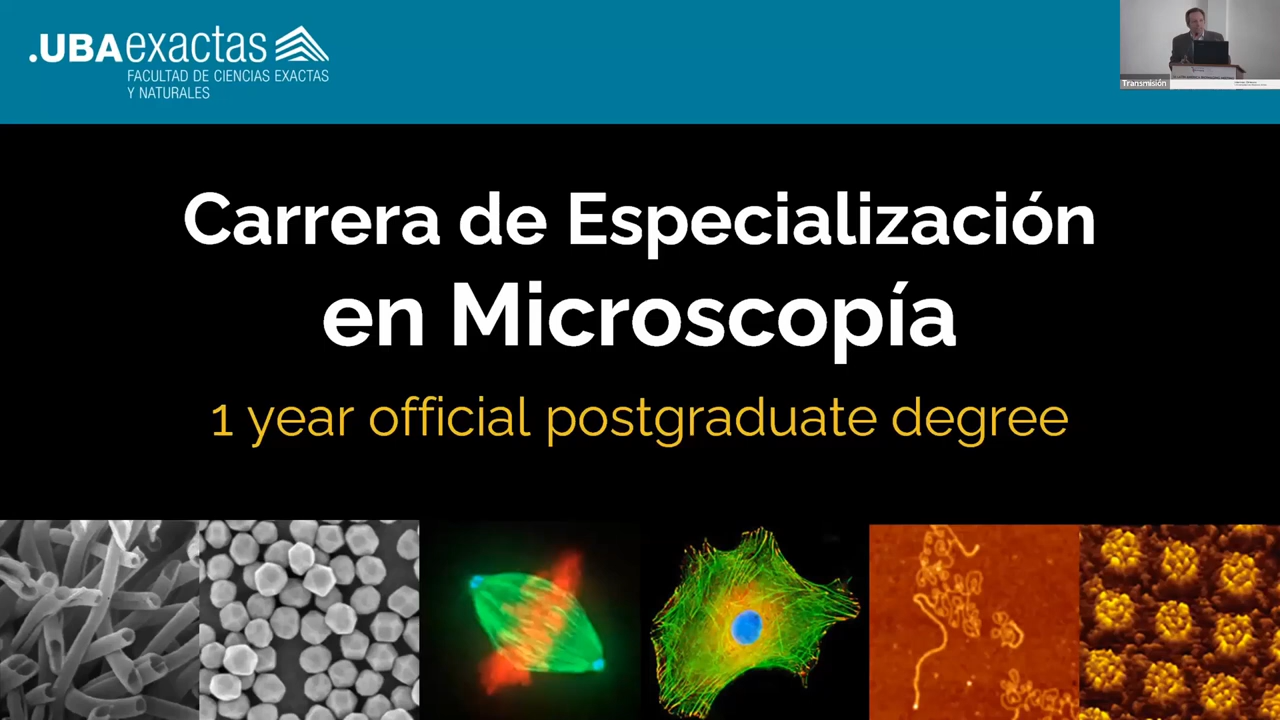 .UBAexactas
FACULTAD DE CIENCIAS EXACTAS
Y NATURALES
Transmisión
Carrera de Especialización
en Microscopía
1 year official postgraduate degree